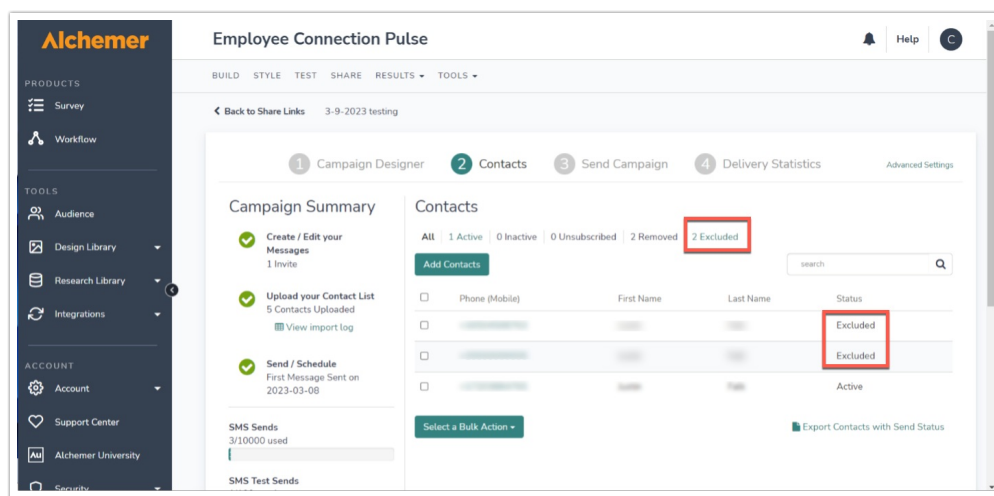 Alchemer
Employee Connection Pulse
Help
C
PRODUCTS
Survey
Workflow
TOOLS
Audience
Design Library
Research Library
Integrations
ACCOUNT
Account
Support Center
AU
Alchemer University
Security
BUILD STYLE TEST SHARE RESULTS TOOLS
Back to Share Links 3-9-2023 testing
1 Campaign Designer 2 Contacts 3 Send Campaign 4 Delivery Statistics Advanced Settings
Campaign Summary
Create / Edit your
Messages
1 Invite
Upload your Contact List
5 Contacts Uploaded
View import log
Send / Schedule
First Message Sent on
2023-03-08
SMS Sends
3/10000 used
SMS Test Sends
Contacts
All 1 Active 0 Inactive 0 Unsubscribed 2 Removed 2 Excluded
Add Contacts
search
Phone (Mobile) First Name Last Name Status
Excluded
Excluded
Active
Select a Bulk Action
Export Contacts with Send Status